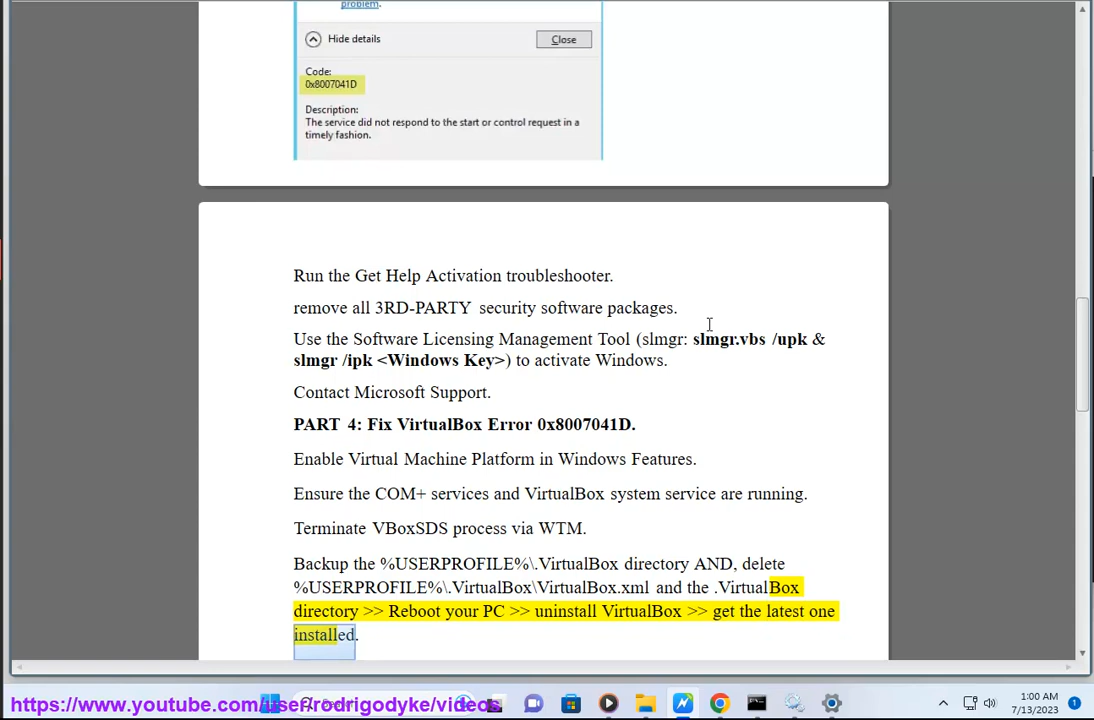 problem.
Hide details
Close
Code:
0x8007041D
Description:
The service did not respond to the start or control request in a
timely fashion.
Run the Get Help Activation troubleshooter.
remove all 3RD-PARTY security software packages.
Use the Software Licensing Management Tool (slmgr: slmgr.vbs /upk &
slmgr /ipk <Windows Key>) to activate Windows.
Contact Microsoft Support.
PART 4: Fix VirtualBox Error 0x8007041D.
Enable Virtual Machine Platform in Windows Features.
Ensure the COM+ services and VirtualBox system service are running.
Terminate VBoxSDS process via WTM.
Backup the %USERPROFILE%\.VirtualBox directory AND, delete
%USERPROFILE%\.VirtualBox\VirtualBox.xml and the .VirtualBox
directory >> Reboot your PC >> uninstall VirtualBox >> get the latest one
installed.
https://www.youtube.com/user/rodrigodyke/videos
1:00 AM
7/13/2023